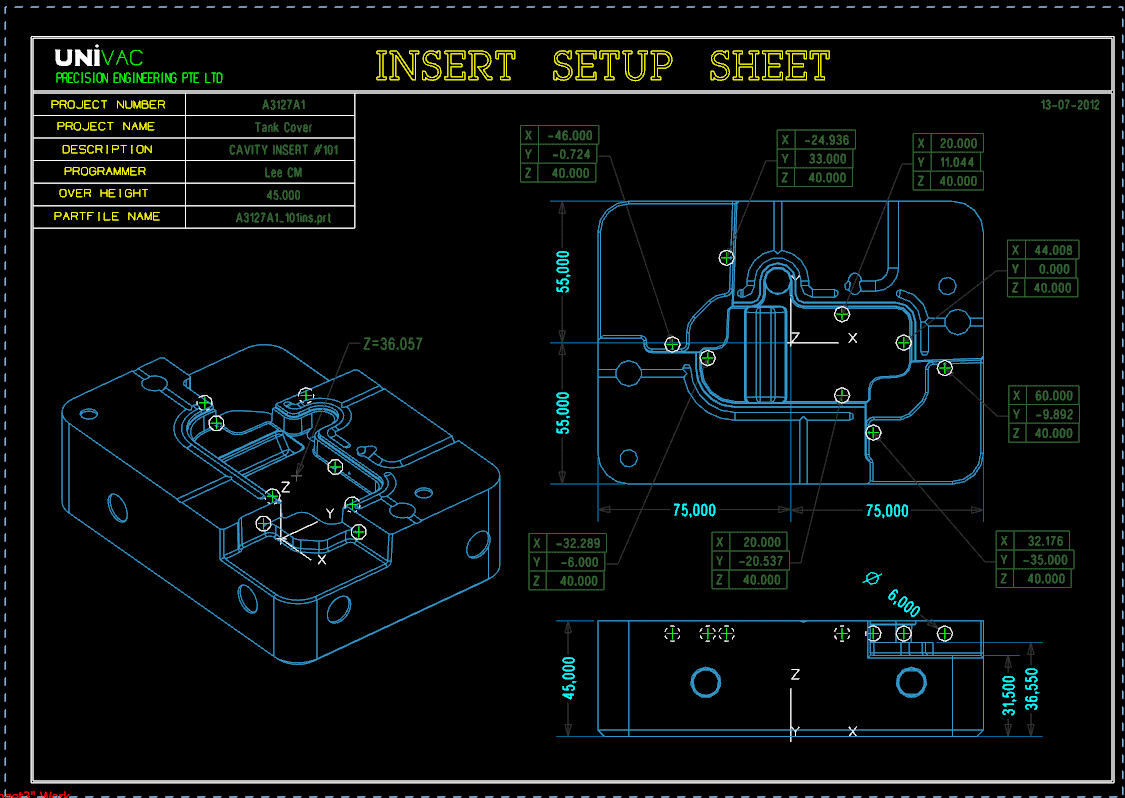 UNiVAC
PRECISION ENGINEERING PTE LTD
INSERT SETUP SHEET
PROJECT NUMBER A3127A1
PROJECT NAME Tank Cover
DESCRIPTION CAVITY INSERT #101
PROGRAMMER Lee CM
OVER HEIGHT 45.000
PARTFILE NAME A3127A1_101ins.prt
13-07-2012
X -46.000
Y -0.724
Z 40.000
X -24.936
Y 33.000
Z 40.000
X 20.000
Y 11.044
Z 40.000
X 44.008
Y 0.000
Z 40.000
X 60.000
Y -9.892
Z 40.000
55,000
55,000
Y
Z X
75,000 75,000
Z=36.057
Z
Y
X
X -32.289
Y -6.000
Z 40.000
X 20.000
Y -20.537
Z 40.000
X 32.176
Y -35.000
Z 40.000
Ø 6,000
45,000
Z
Y X
31,500
36,550
Work